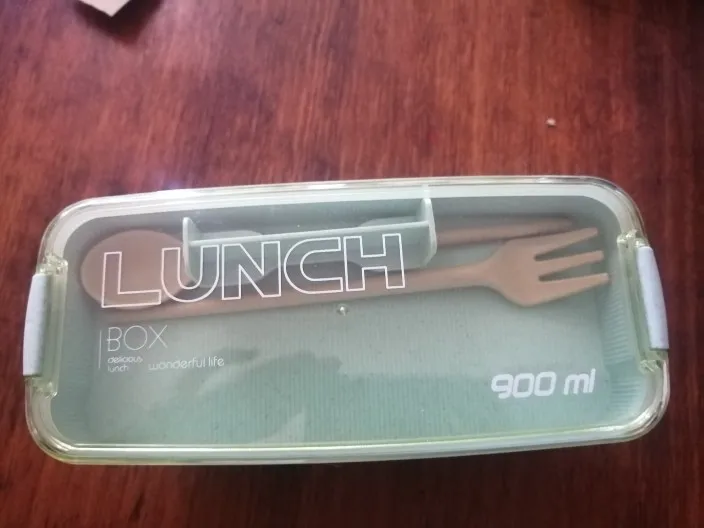 LUNCH
BOX
delicious
lunch
wonderful life
900 ml